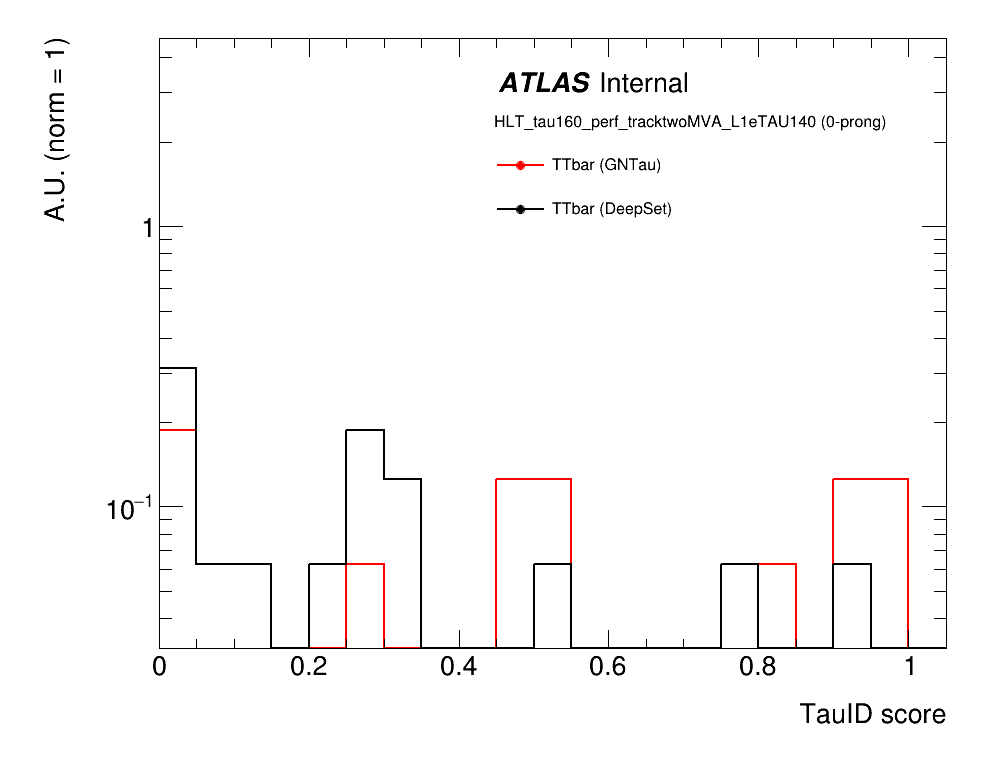 A.U. (norm = 1)
ATLAS Internal
HLT_tau160_perf_tracktwoMVA_L1eTAU140 (0-prong)
TTbar (GNTau)
TTbar (DeepSet)
1
10⁻¹
0 0.2 0.4 0.6 0.8 1
TauID score